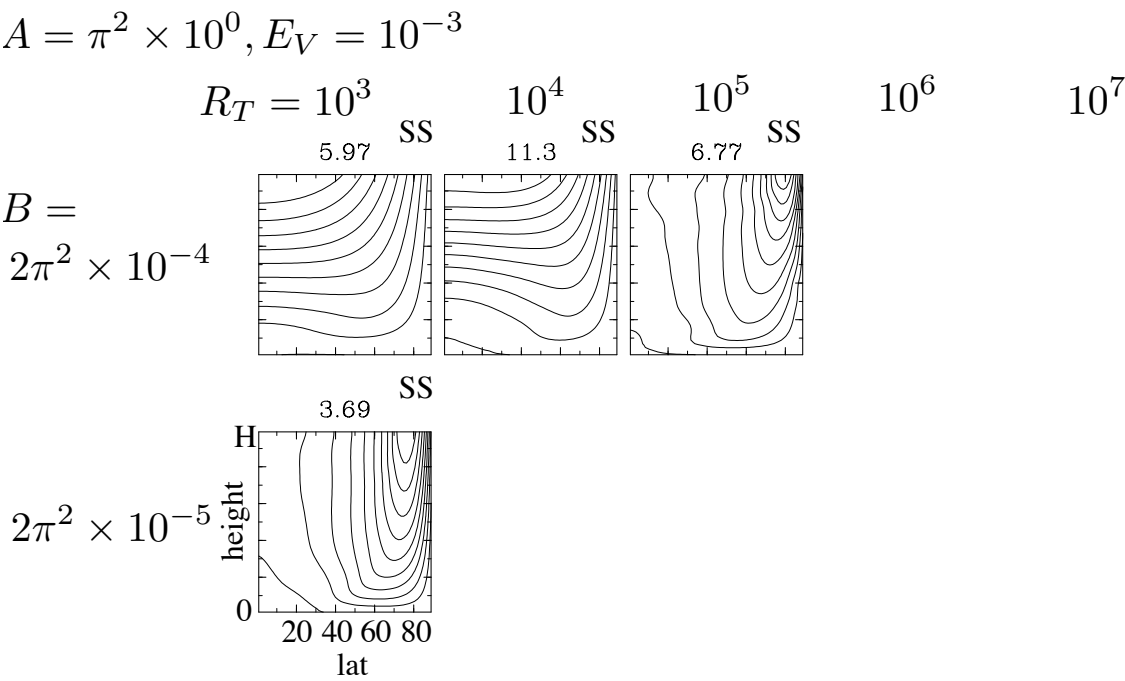 A = π² × 10⁰, E_V = 10⁻³
R_T = 10³ 10⁴ 10⁵ 10⁶ 10⁷
SS SS SS
5.97 11.3 6.77
B =
2π² × 10⁻⁴
SS
3.69
H
2π² × 10⁻⁵
height
0
20 40 60 80
lat